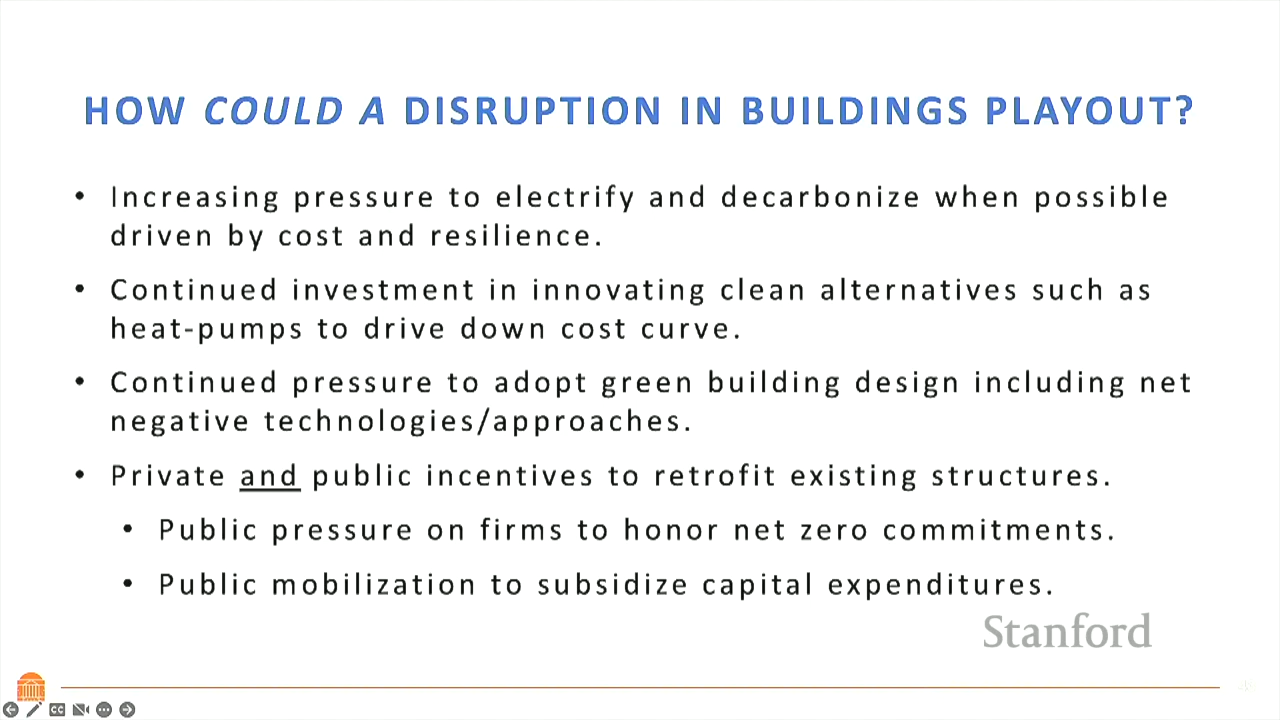 HOW COULD A DISRUPTION IN BUILDINGS PLAYOUT?
• Increasing pressure to electrify and decarbonize when possible
driven by cost and resilience.
• Continued investment in innovating clean alternatives such as
heat-pumps to drive down cost curve.
• Continued pressure to adopt green building design including net
negative technologies/approaches.
• Private and public incentives to retrofit existing structures.
• Public pressure on firms to honor net zero commitments.
• Public mobilization to subsidize capital expenditures.
Stanford
CC